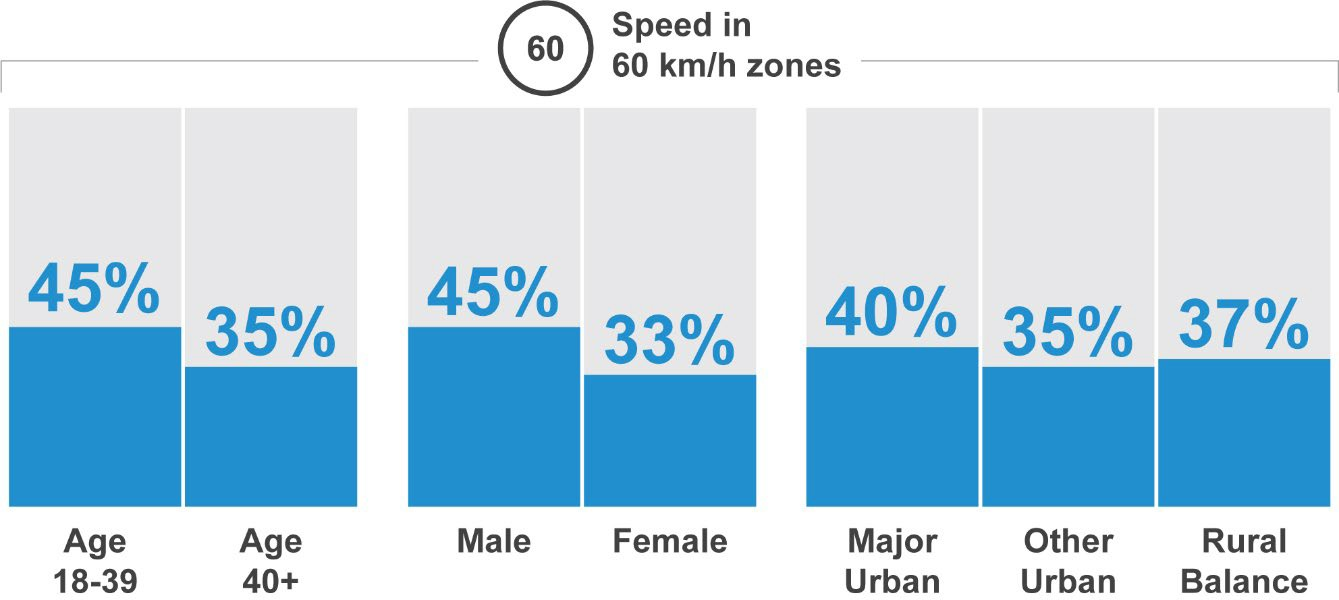 60
Speed in
60 km/h zones
45%
35%
45%
33%
40%
35%
37%
Age
18-39
Age
40+
Male
Female
Major
Urban
Other
Urban
Rural
Balance